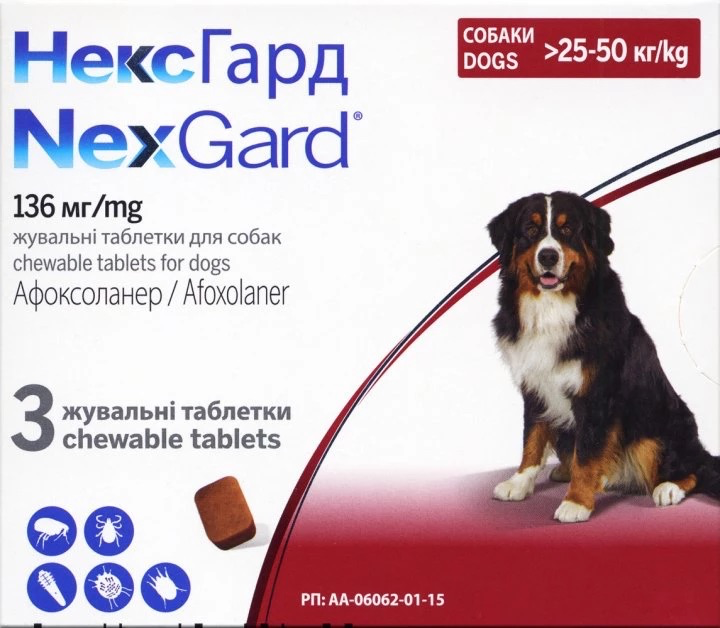 НексГард
NexGard®
СОБАКИ
DOGS
>25-50 кг/kg
136 мг/mg
жувальні таблетки для собак
chewable tablets for dogs
Афоксоланер / Afoxolaner
3 жувальні таблетки
chewable tablets
РП: АА-06062-01-15